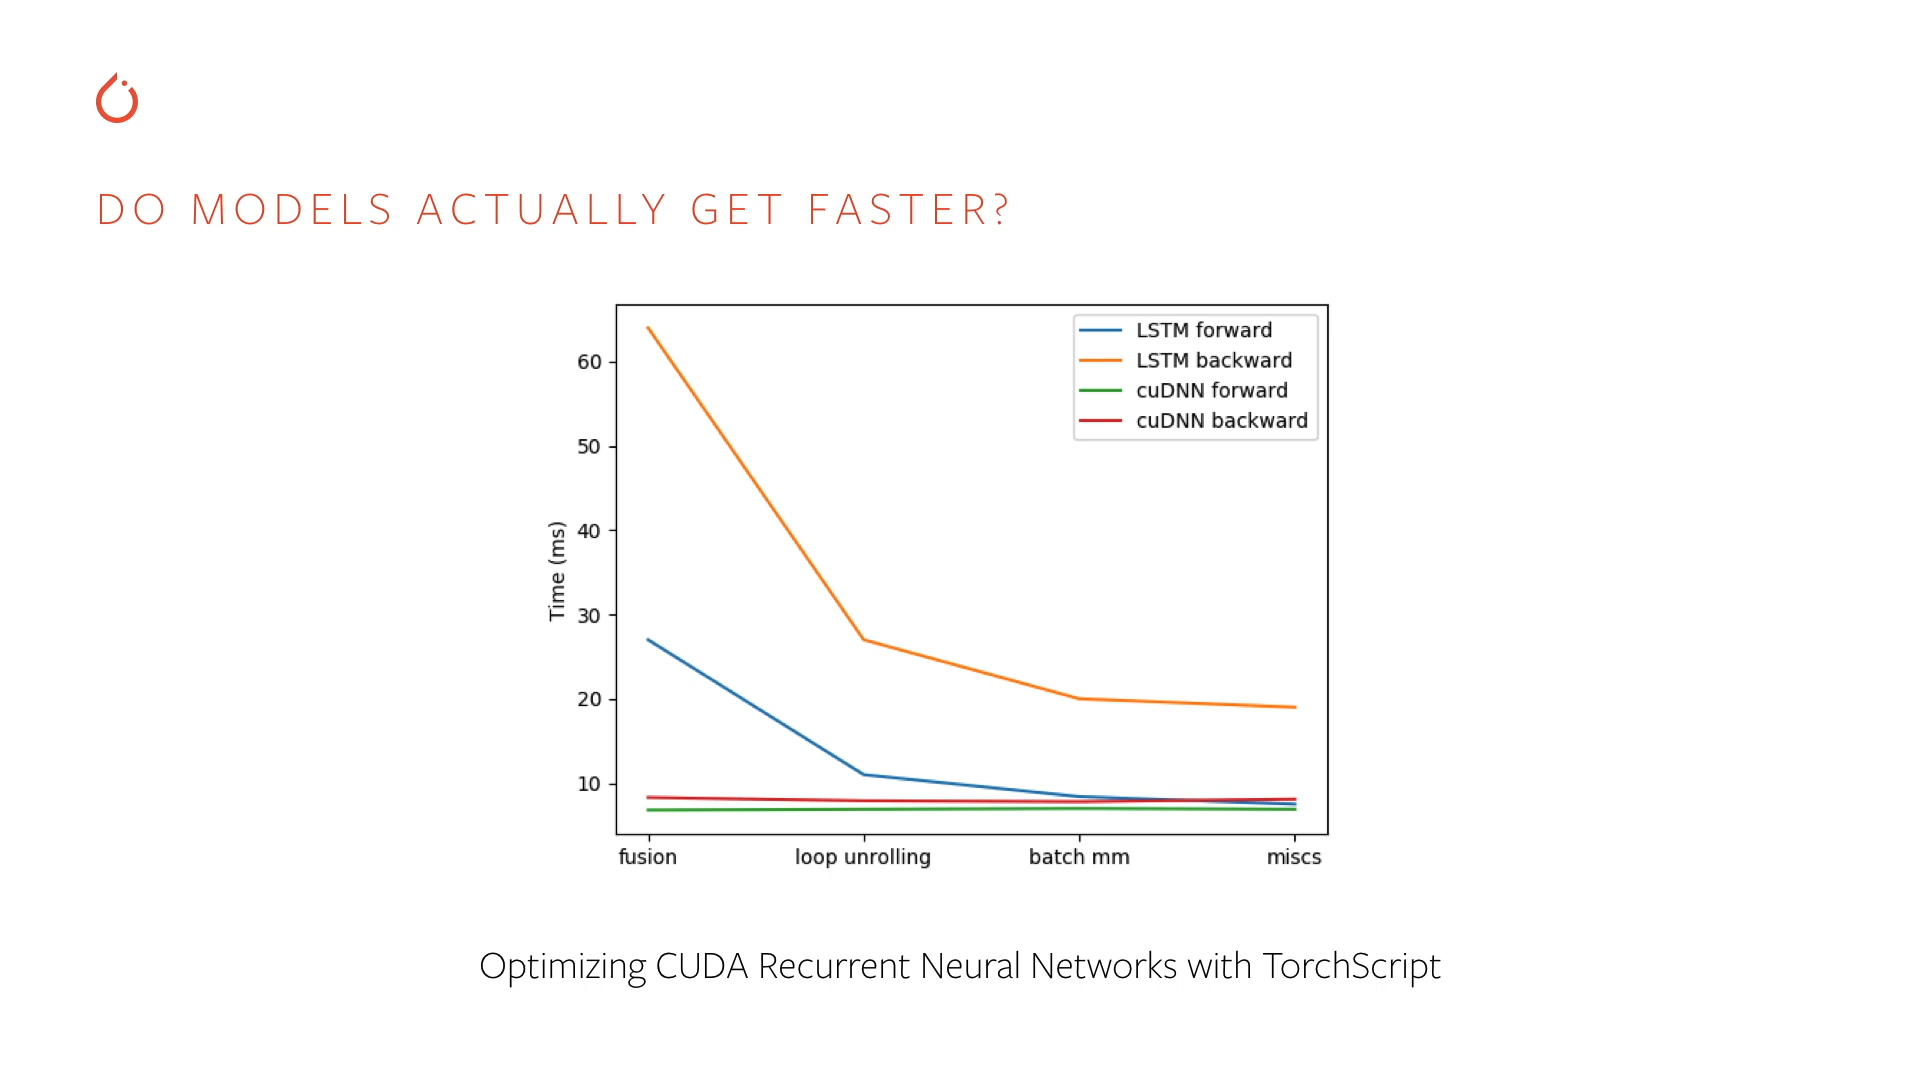 DO MODELS ACTUALLY GET FASTER?
LSTM forward
LSTM backward
cuDNN forward
cuDNN backward
Time (ms)
60
50
40
30
20
10
fusion
loop unrolling
batch mm
miscs
Optimizing CUDA Recurrent Neural Networks with TorchScript